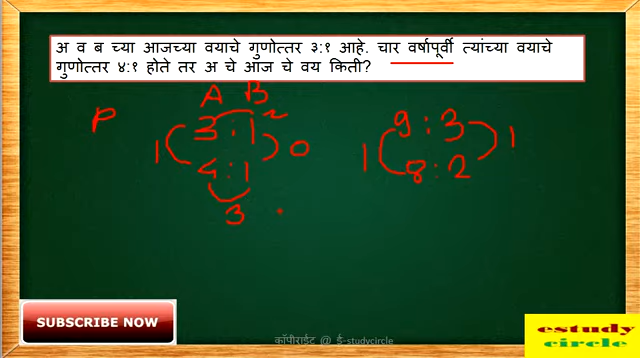 अ व ब च्या आजच्या वयाचे गुणोत्तर ३:१ आहे. चार वर्षापूर्वी त्यांच्या वयाचे
गुणोत्तर ४:१ होते तर अ चे आज चे वय किती?
A B
P 3:1 2 9:3
1 0 1 1
4:1 8:2
3
SUBSCRIBE NOW
कॉपीराईट @ ई-studycircle
estudy
circle